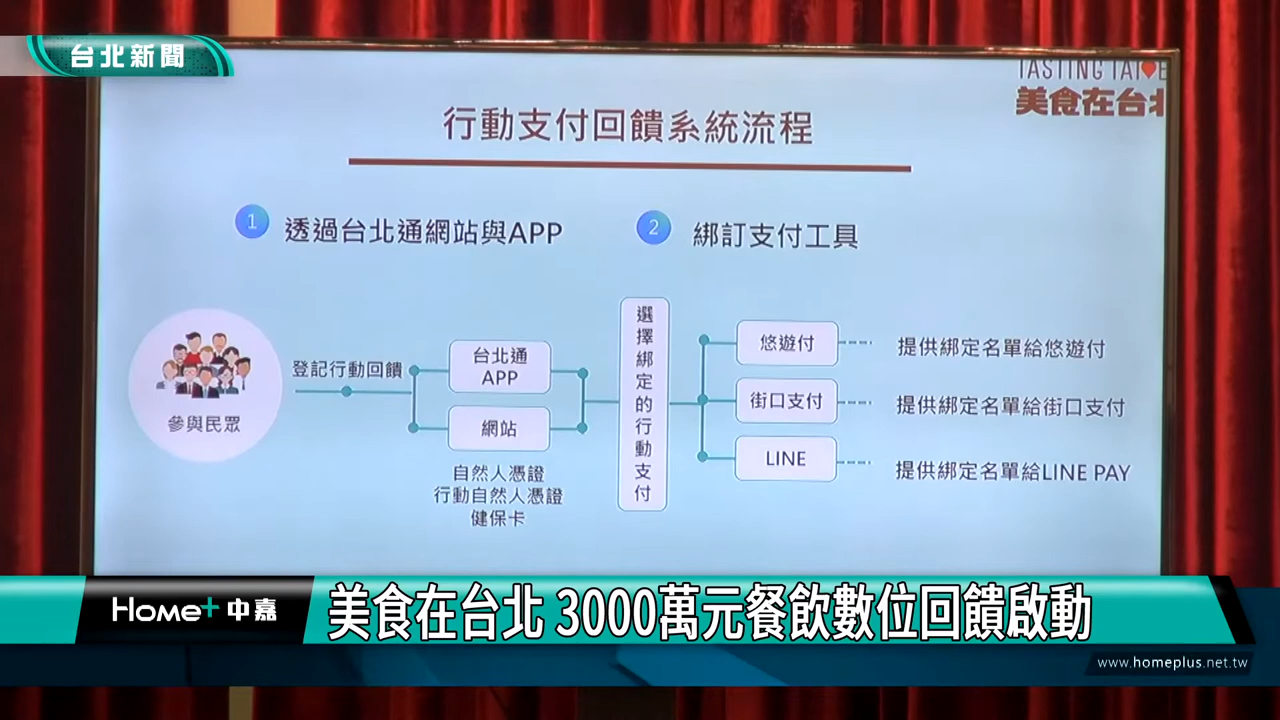 台北新聞
TASTING TAI
美食在台北
行動支付回饋系統流程
1 透過台北通網站與APP
2 綁訂支付工具
參與民眾
登記行動回饋
台北通
APP
網站
自然人憑證
行動自然人憑證
健保卡
選擇綁定的行動支付
悠遊付
提供綁定名單給悠遊付
街口支付
提供綁定名單給街口支付
LINE
提供綁定名單給LINE PAY
Home+中嘉
美食在台北 3000萬元餐飲數位回饋啟動
www.homeplus.net.tw